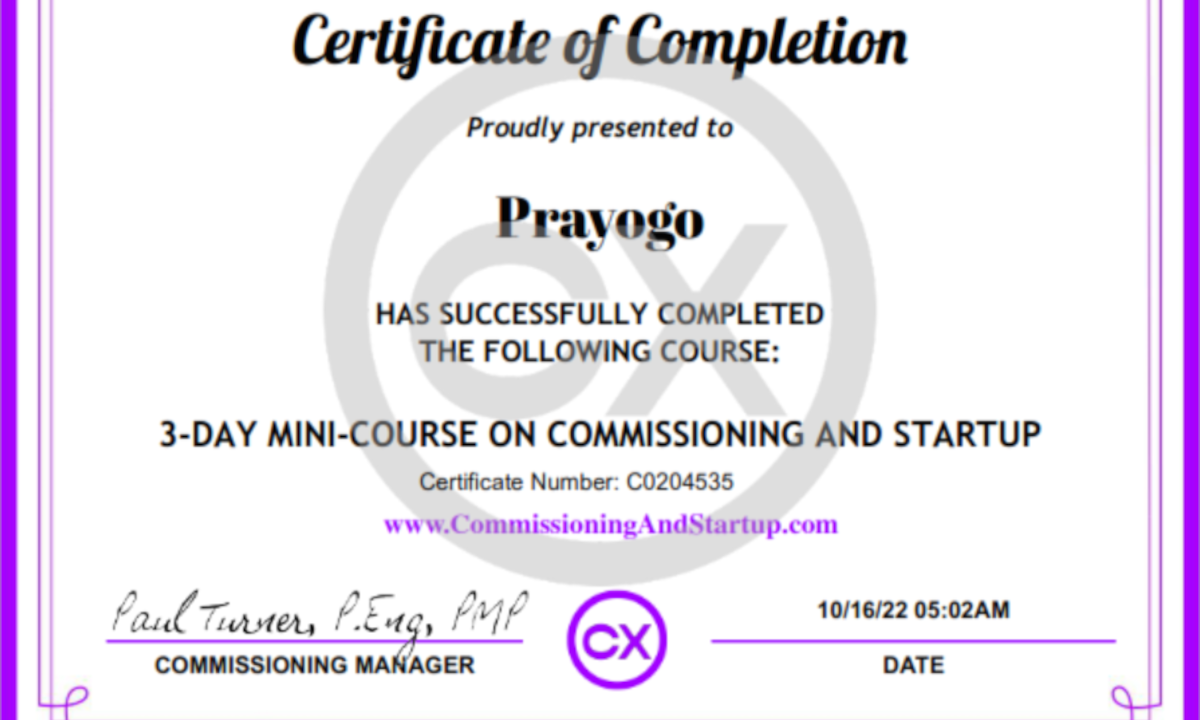 Certificate of Completion
Proudly presented to
Prayogo
HAS SUCCESSFULLY COMPLETED
THE FOLLOWING COURSE:
3-DAY MINI-COURSE ON COMMISSIONING AND STARTUP
Certificate Number: C0204535
www.CommissioningAndStartup.com
Paul Turner, P.Eng, PMP
COMMISSIONING MANAGER
CX
10/16/22 05:02AM
DATE
CX